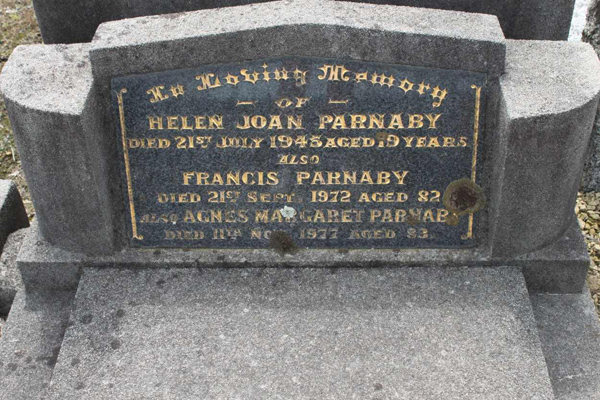 In Loving Memory
— OF —
HELEN JOAN PARNABY
DIED 21ST JULY 1945 AGED 19 YEARS.
ALSO
FRANCIS PARNABY
DIED 21ST SEPT. 1972 AGED 82
ALSO AGNES MARGARET PARNABY
DIED 11TH NOV. 1977 AGED 83.